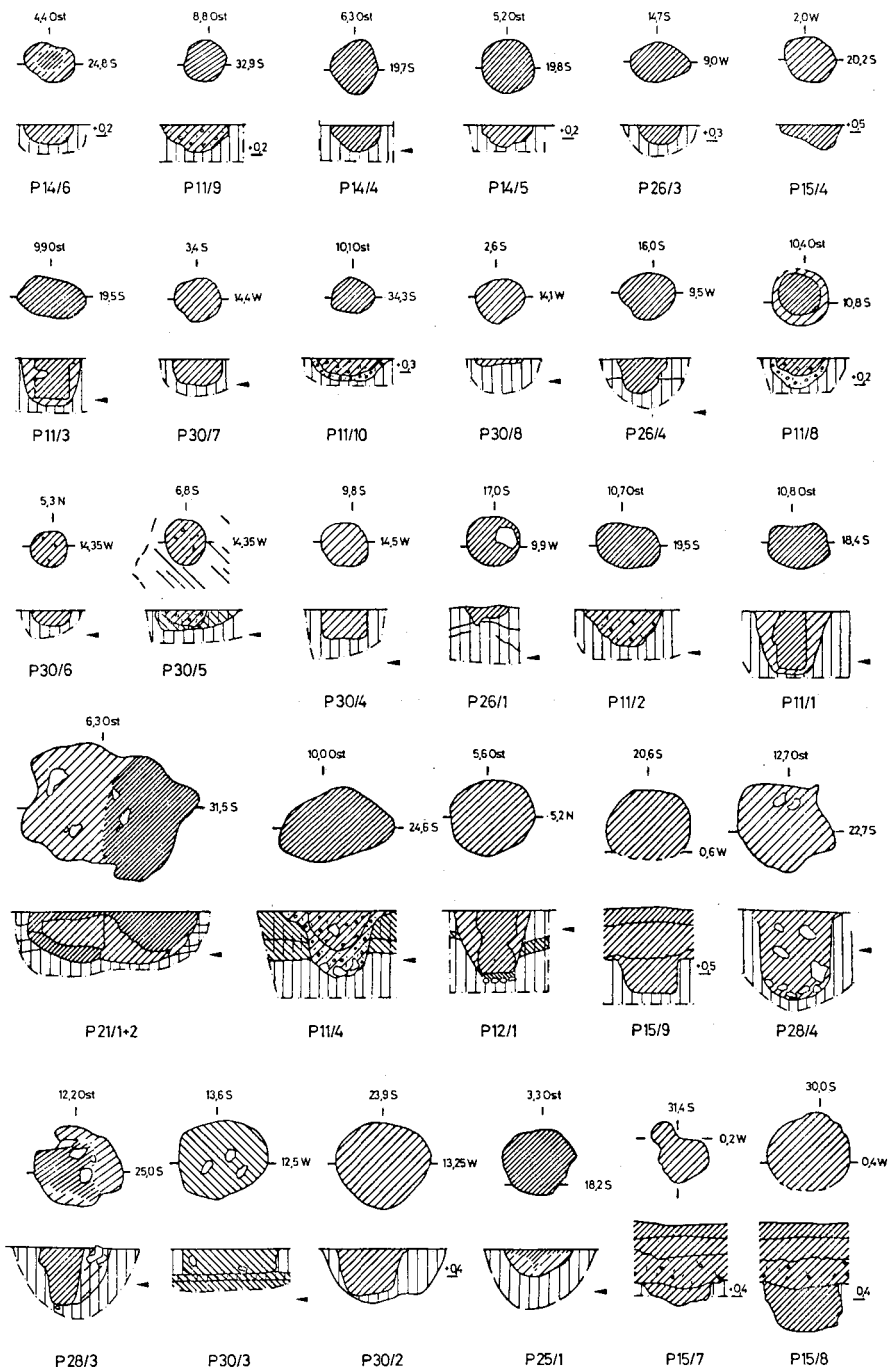 4,4 Ost 8,8 Ost 6,3 Ost 5,2 Ost 14,7 S 2,0 W
24,8 S 32,9 S 19,7 S 19,8 S 9,0 W 20,2 S
+0,2 +0,2 +0,2 +0,3 +0,5
P14/6 P11/9 P14/4 P14/5 P26/3 P15/4
9,9 Ost 3,4 S 10,1 Ost 2,6 S 16,0 S 10,4 Ost
19,5 S 14,4 W 34,3 S 14,1 W 9,5 W 10,8 S
+0,3 +0,2
P11/3 P30/7 P11/10 P30/8 P26/4 P11/8
5,3 N 6,8 S 9,8 S 17,0 S 10,7 Ost 10,8 Ost
14,35 W 14,35 W 14,5 W 9,9 W 19,5 S 18,4 S
P30/6 P30/5 P30/4 P26/1 P11/2 P11/1
6,3 Ost 10,0 Ost 5,6 Ost 20,6 S 12,7 Ost
31,5 S 24,6 S 5,2 N 0,6 W 22,7 S
+0,5
P21/1+2 P11/4 P12/1 P15/9 P28/4
12,2 Ost 13,6 S 23,9 S 3,3 Ost 31,4 S 30,0 S
25,0 S 12,5 W 13,25 W 18,2 S 0,2 W 0,4 W
+0,4 +0,4 0,4
P28/3 P30/3 P30/2 P25/1 P15/7 P15/8